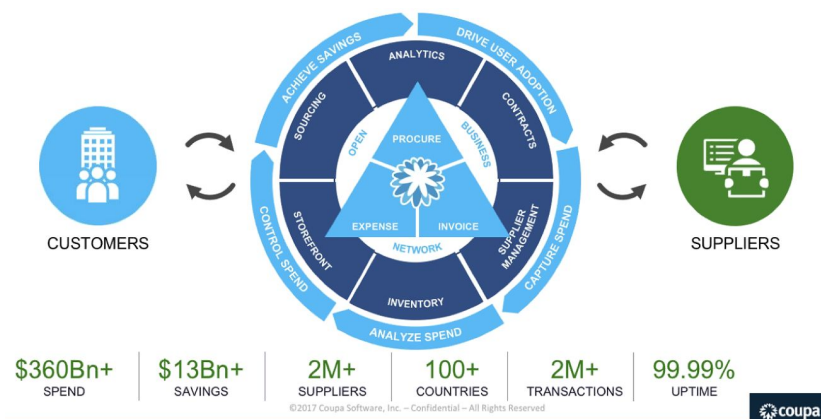 ACHIEVE SAVINGS
DRIVE USER ADOPTION
CAPTURE SPEND
ANALYZE SPEND
CONTROL SPEND
ANALYTICS
CONTRACTS
SUPPLIER
MANAGEMENT
INVENTORY
STOREFRONT
SOURCING
OPEN
BUSINESS
NETWORK
PROCURE
EXPENSE
INVOICE
CUSTOMERS
SUPPLIERS
$360Bn+
SPEND
$13Bn+
SAVINGS
2M+
SUPPLIERS
100+
COUNTRIES
2M+
TRANSACTIONS
99.99%
UPTIME
©2017 Coupa Software, Inc. – Confidential – All Rights Reserved
coupa